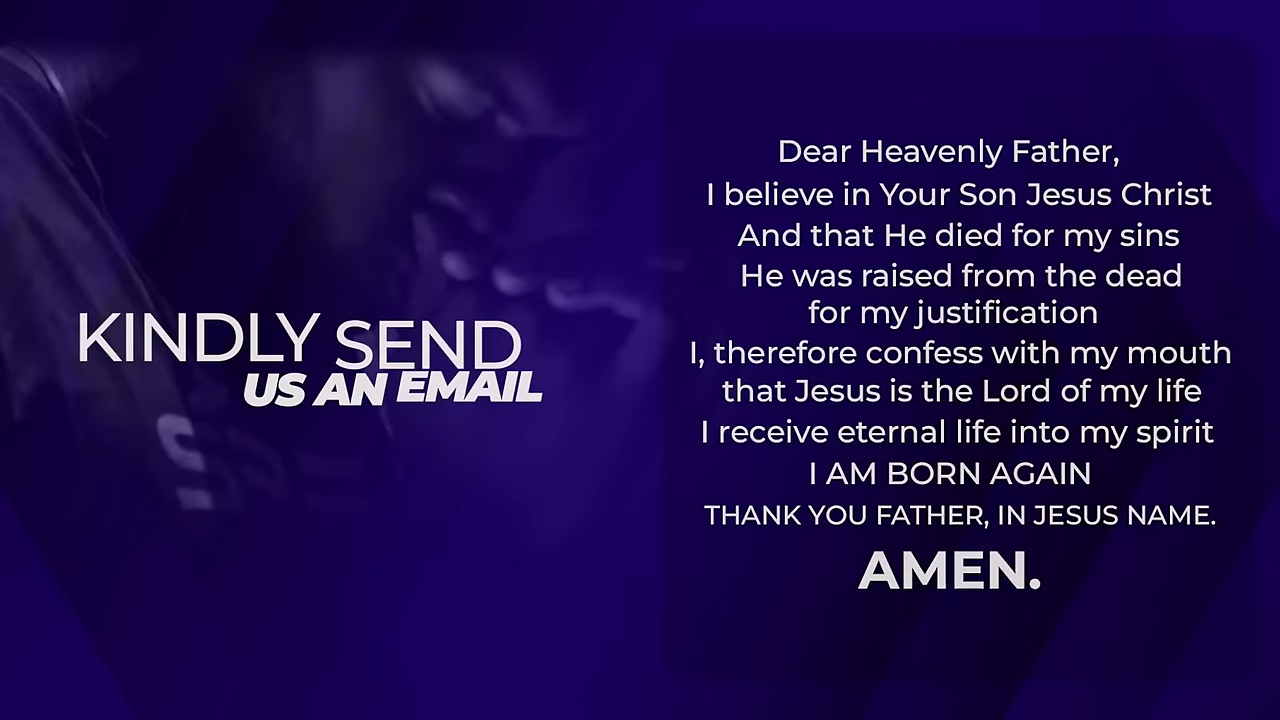 KINDLY SEND
US AN EMAIL
Dear Heavenly Father,
I believe in Your Son Jesus Christ
And that He died for my sins
He was raised from the dead
for my justification
I, therefore confess with my mouth
that Jesus is the Lord of my life
I receive eternal life into my spirit
I AM BORN AGAIN
THANK YOU FATHER, IN JESUS NAME.
AMEN.